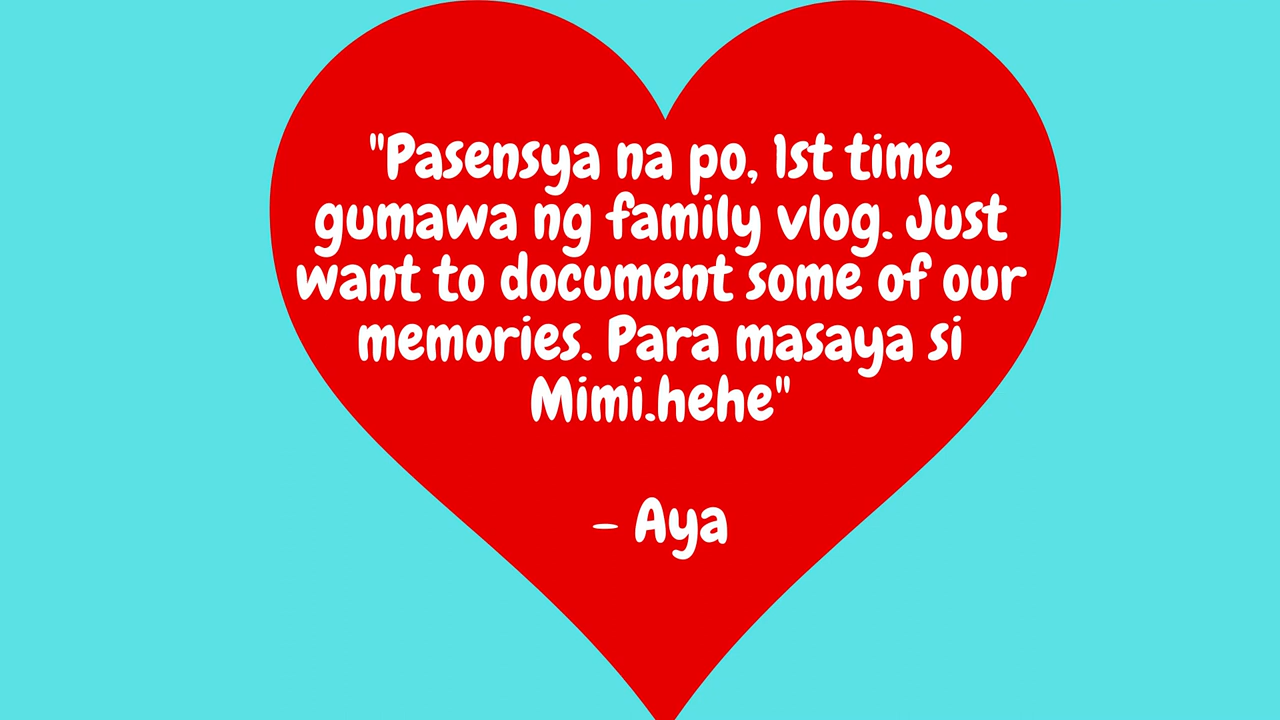 "Pasensya na po, 1st time
gumawa ng family vlog. Just
want to document some of our
memories. Para masaya si
Mimi.hehe"
- Aya